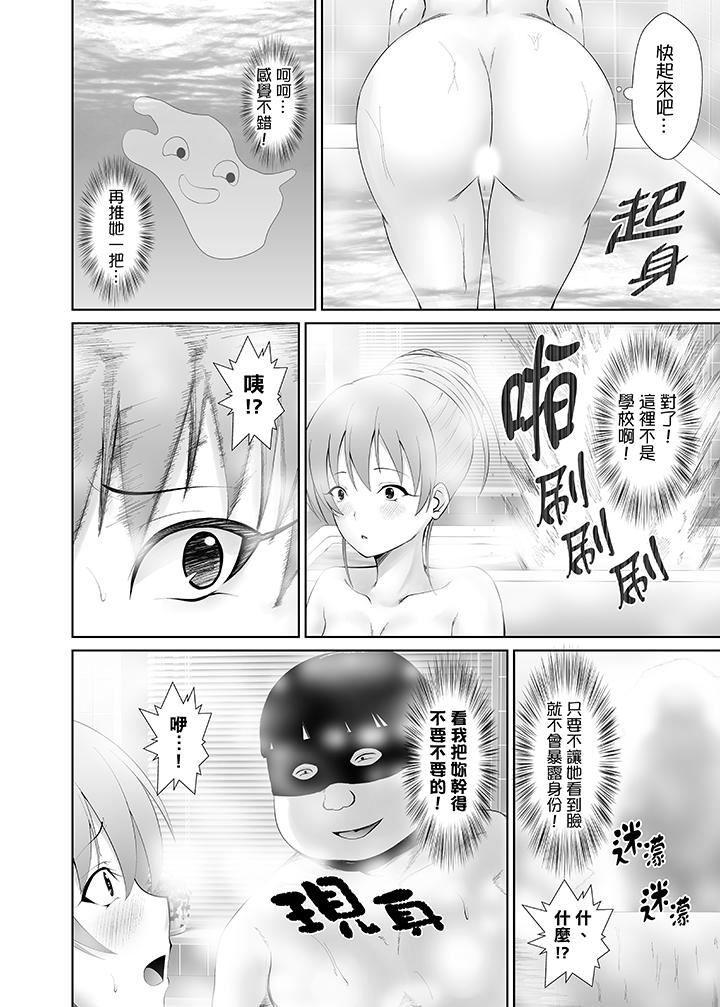 快起來吧…
起身
呵呵…
感覺不錯！
再推她一把…
對了！
這裡不是
學校啊！
啪刷刷刷
咦!?
只要不讓她看到臉
就不會暴露身份！
迷濛
迷濛
什、
什麼!?
看我把妳幹得
不要不要的！
現身
咿…！